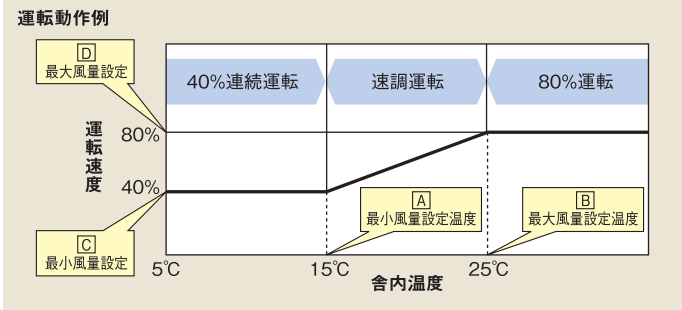 運転動作例
D
最大風量設定
40%連続運転
速調運転
80%運転
運転速度
80%
40%
A
最小風量設定温度
B
最大風量設定温度
C
最小風量設定
5℃
15℃
25℃
舎内温度